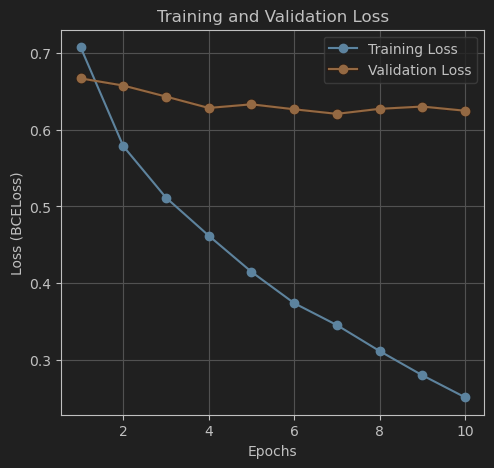 Training and Validation Loss
Training Loss
Validation Loss
0.7
0.6
0.5
0.4
0.3
Loss (BCELoss)
2
4
6
8
10
Epochs